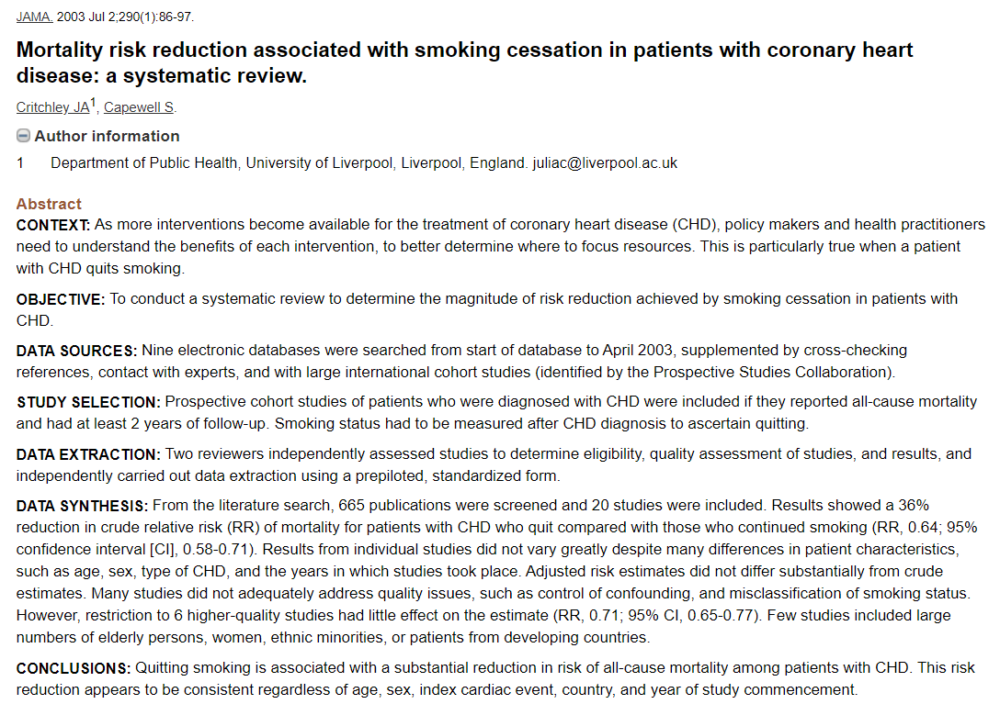 JAMA. 2003 Jul 2;290(1):86-97.
Mortality risk reduction associated with smoking cessation in patients with coronary heart
disease: a systematic review.
Critchley JA1, Capewell S.
Author information
1 Department of Public Health, University of Liverpool, Liverpool, England. juliac@liverpool.ac.uk
Abstract
CONTEXT: As more interventions become available for the treatment of coronary heart disease (CHD), policy makers and health practitioners
need to understand the benefits of each intervention, to better determine where to focus resources. This is particularly true when a patient
with CHD quits smoking.
OBJECTIVE: To conduct a systematic review to determine the magnitude of risk reduction achieved by smoking cessation in patients with
CHD.
DATA SOURCES: Nine electronic databases were searched from start of database to April 2003, supplemented by cross-checking
references, contact with experts, and with large international cohort studies (identified by the Prospective Studies Collaboration).
STUDY SELECTION: Prospective cohort studies of patients who were diagnosed with CHD were included if they reported all-cause mortality
and had at least 2 years of follow-up. Smoking status had to be measured after CHD diagnosis to ascertain quitting.
DATA EXTRACTION: Two reviewers independently assessed studies to determine eligibility, quality assessment of studies, and results, and
independently carried out data extraction using a prepiloted, standardized form.
DATA SYNTHESIS: From the literature search, 665 publications were screened and 20 studies were included. Results showed a 36%
reduction in crude relative risk (RR) of mortality for patients with CHD who quit compared with those who continued smoking (RR, 0.64; 95%
confidence interval [CI], 0.58-0.71). Results from individual studies did not vary greatly despite many differences in patient characteristics,
such as age, sex, type of CHD, and the years in which studies took place. Adjusted risk estimates did not differ substantially from crude
estimates. Many studies did not adequately address quality issues, such as control of confounding, and misclassification of smoking status.
However, restriction to 6 higher-quality studies had little effect on the estimate (RR, 0.71; 95% CI, 0.65-0.77). Few studies included large
numbers of elderly persons, women, ethnic minorities, or patients from developing countries.
CONCLUSIONS: Quitting smoking is associated with a substantial reduction in risk of all-cause mortality among patients with CHD. This risk
reduction appears to be consistent regardless of age, sex, index cardiac event, country, and year of study commencement.